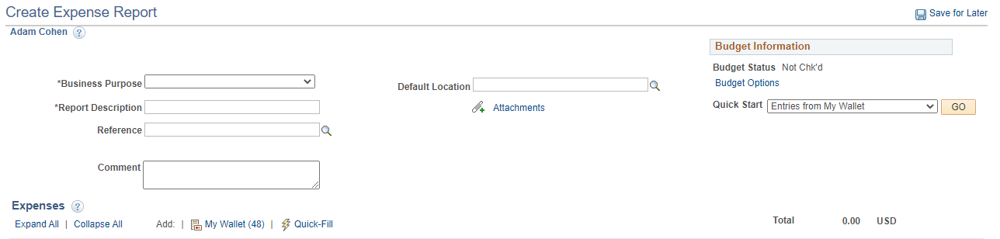 Create Expense Report
Save for Later
Adam Cohen ?
Budget Information
Budget Status Not Chk'd
*Business Purpose
Default Location
Budget Options
*Report Description
Attachments
Quick Start Entries from My Wallet GO
Reference
Comment
Expenses ?
Expand All | Collapse All Add: | My Wallet (48) | Quick-Fill
Total 0.00 USD